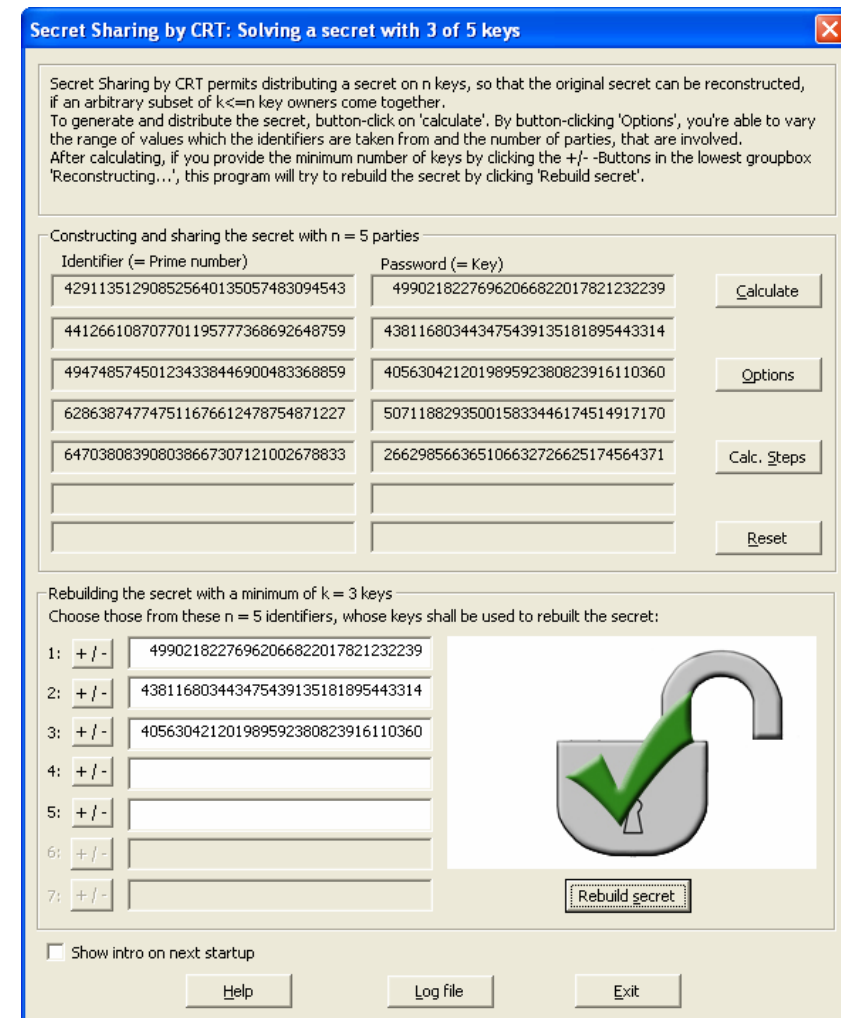 Secret Sharing by CRT: Solving a secret with 3 of 5 keys
Secret Sharing by CRT permits distributing a secret on n keys, so that the original secret can be reconstructed,
if an arbitrary subset of k<=n key owners come together.
To generate and distribute the secret, button-click on 'calculate'. By button-clicking 'Options', you're able to vary
the range of values which the identifiers are taken from and the number of parties, that are involved.
After calculating, if you provide the minimum number of keys by clicking the +/- -Buttons in the lowest groupbox
'Reconstructing...', this program will try to rebuild the secret by clicking 'Rebuild secret'.
Constructing and sharing the secret with n = 5 parties
Identifier (= Prime number) Password (= Key)
429113512908525640135057483094543 49902182276962066822017821232239 Calculate
441266108707701195777368692648759 438116803443475439135181895443314
494748574501234338446900483368859 405630421201989592380823916110360 Options
628638747747511676612478754871227 507118829350015833446174514917170
647038083908038667307121002678833 266298566365106632726625174564371 Calc. Steps
Reset
Rebuilding the secret with a minimum of k = 3 keys
Choose those from these n = 5 identifiers, whose keys shall be used to rebuilt the secret:
1: + / - 49902182276962066822017821232239
2: + / - 438116803443475439135181895443314
3: + / - 405630421201989592380823916110360
4: + / -
5: + / -
6: + / -
7: + / - Rebuild secret
Show intro on next startup
Help Log file Exit